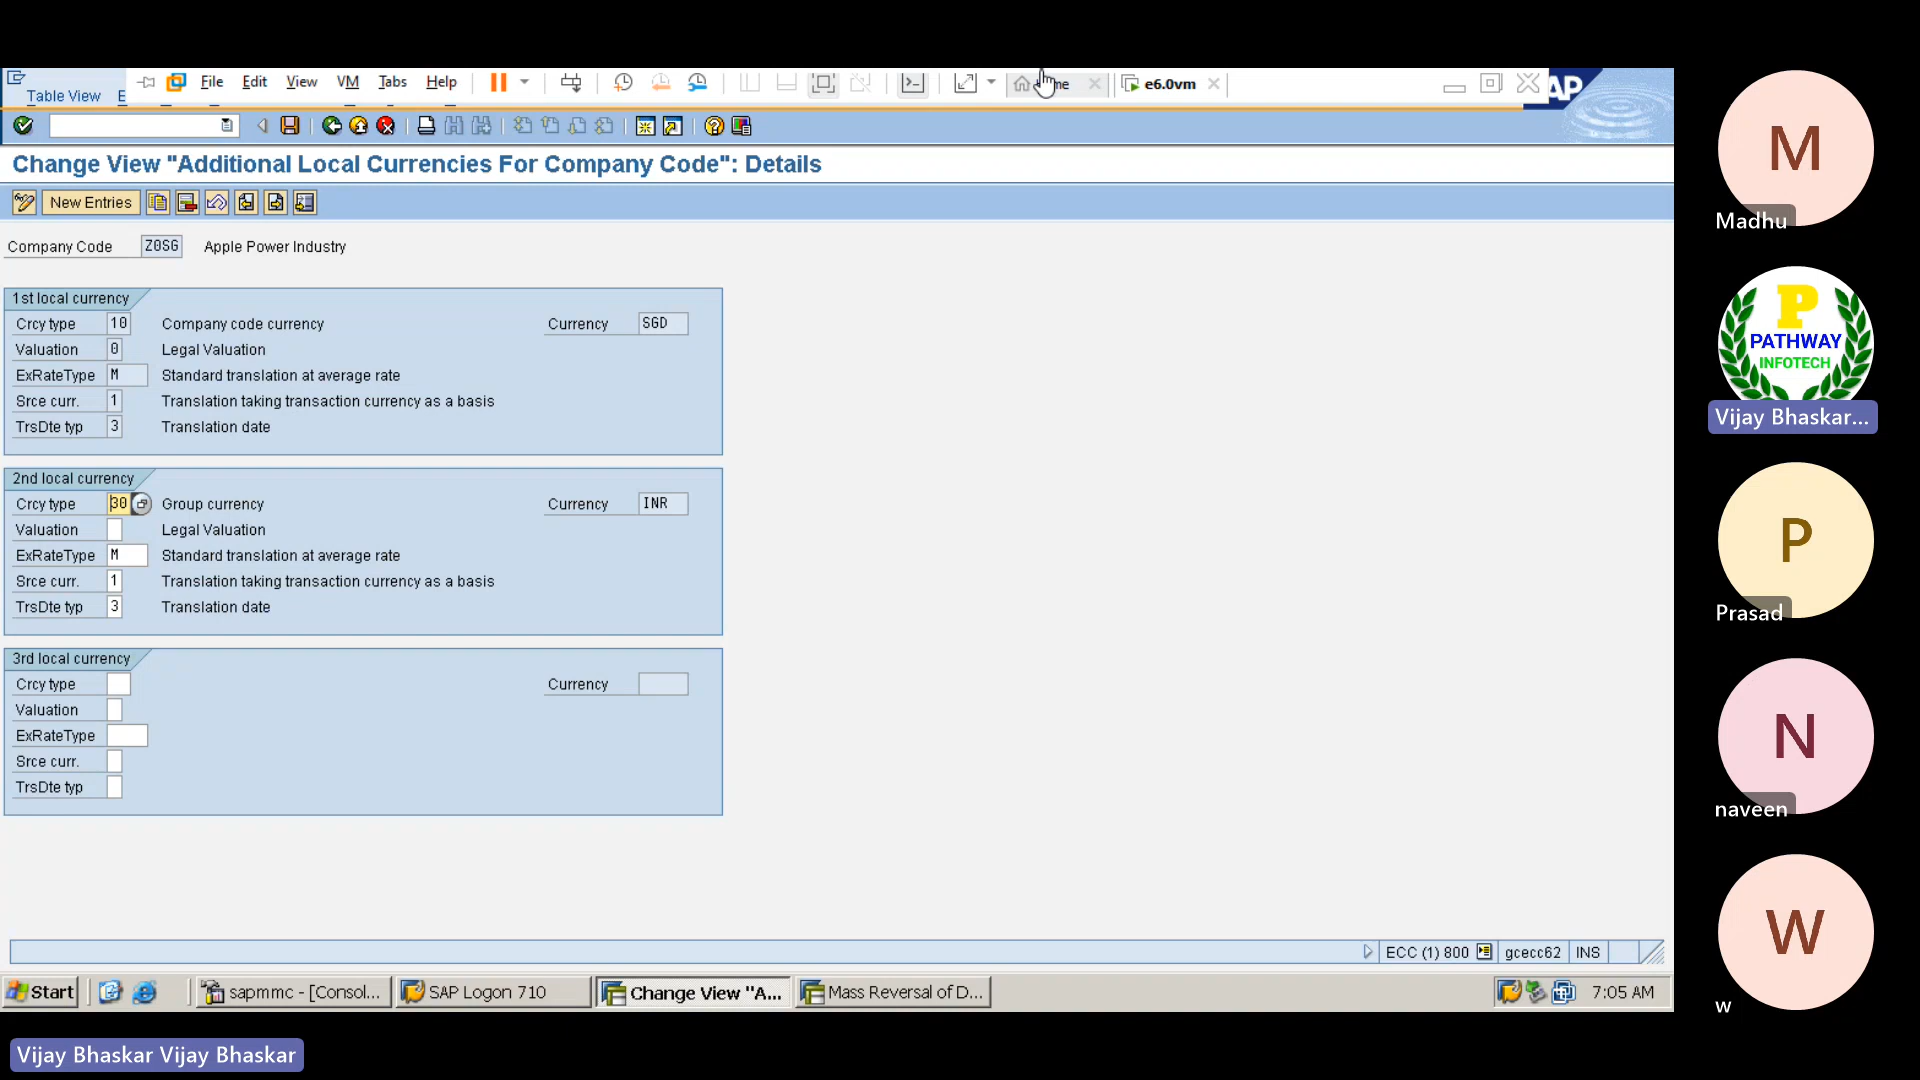 File Edit View VM Tabs Help
e6.0vm
Table View E
AP
Change View "Additional Local Currencies For Company Code": Details
New Entries
Company Code Z0SG Apple Power Industry
1st local currency
Crcy type 10 Company code currency Currency SGD
Valuation 0 Legal Valuation
ExRateType M Standard translation at average rate
Srce curr. 1 Translation taking transaction currency as a basis
TrsDte typ 3 Translation date
2nd local currency
Crcy type 30 Group currency Currency INR
Valuation Legal Valuation
ExRateType M Standard translation at average rate
Srce curr. 1 Translation taking transaction currency as a basis
TrsDte typ 3 Translation date
3rd local currency
Crcy type Currency
Valuation
ExRateType
Srce curr.
TrsDte typ
ECC (1) 800 gcecc62 INS
Start sapmmc - [Consol... SAP Logon 710 Change View "A... Mass Reversal of D... 7:05 AM
Vijay Bhaskar Vijay Bhaskar
M
Madhu
P
PATHWAY
INFOTECH
Vijay Bhaskar...
P
Prasad
N
naveen
W
w